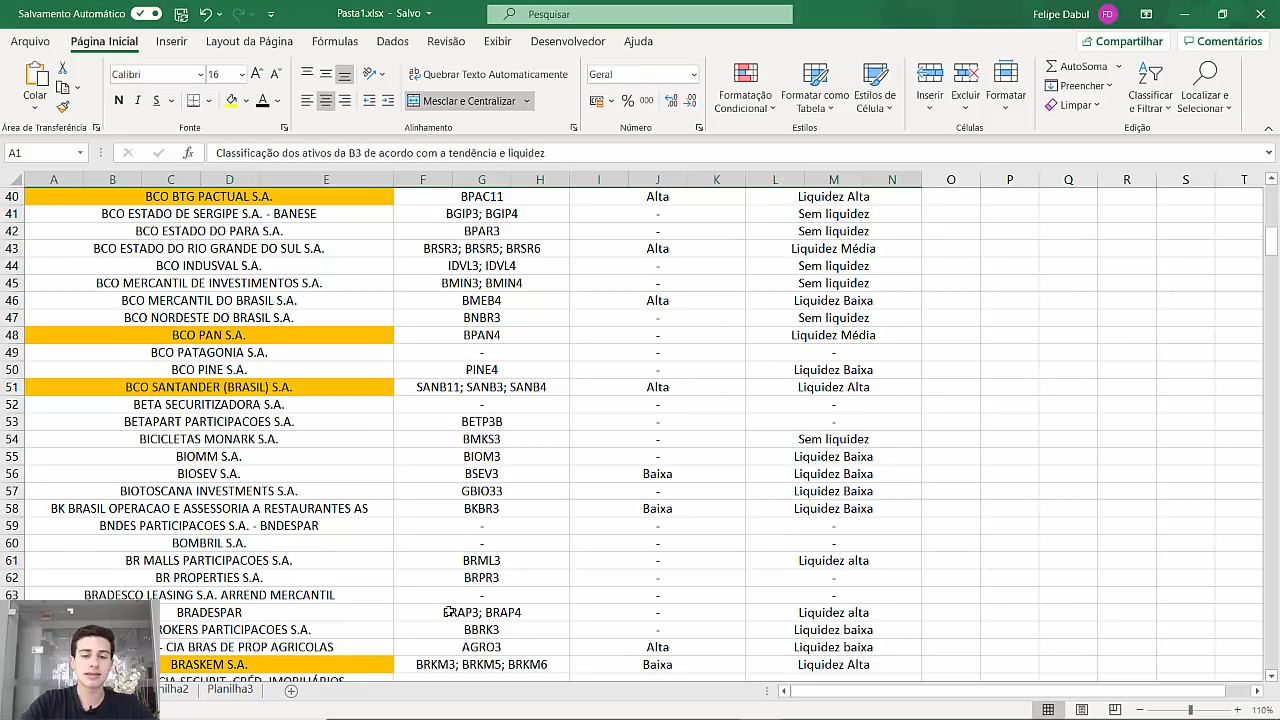 Salvamento Automático Pasta1.xlsx - Salvo Pesquisar Felipe Dabul FD
Arquivo Página Inicial Inserir Layout da Página Fórmulas Dados Revisão Exibir Desenvolvedor Ajuda Compartilhar Comentários
Colar Calibri 16 Quebrar Texto Automaticamente Geral Formatação Condicional Formatar como Tabela Estilos de Célula Inserir Excluir Formatar AutoSoma Classificar e Filtrar Localizar e Selecionar
Preencher
N I S A Mesclar e Centralizar % 000 Limpar
Área de Transferência Fonte Alinhamento Número Estilos Células Edição
A1 fx Classificação dos ativos da B3 de acordo com a tendência e liquidez
A B C D E F G H I J K L M N O P Q R S T
40 BCO BTG PACTUAL S.A. BPAC11 Alta Liquidez Alta
41 BCO ESTADO DE SERGIPE S.A. - BANESE BGIP3; BGIP4 - Sem liquidez
42 BCO ESTADO DO PARA S.A. BPAR3 - Sem liquidez
43 BCO ESTADO DO RIO GRANDE DO SUL S.A. BRSR3; BRSR5; BRSR6 Alta Liquidez Média
44 BCO INDUSVAL S.A. IDVL3; IDVL4 - Sem liquidez
45 BCO MERCANTIL DE INVESTIMENTOS S.A. BMIN3; BMIN4 - Sem liquidez
46 BCO MERCANTIL DO BRASIL S.A. BMEB4 Alta Liquidez Baixa
47 BCO NORDESTE DO BRASIL S.A. BNBR3 - Sem liquidez
48 BCO PAN S.A. BPAN4 - Liquidez Média
49 BCO PATAGONIA S.A. - - -
50 BCO PINE S.A. PINE4 - Liquidez Baixa
51 BCO SANTANDER (BRASIL) S.A. SANB11; SANB3; SANB4 Alta Liquidez Alta
52 BETA SECURITIZADORA S.A. - - -
53 BETAPART PARTICIPACOES S.A. BETP3B - -
54 BICICLETAS MONARK S.A. BMKS3 - Sem liquidez
55 BIOMM S.A. BIOM3 - Liquidez Baixa
56 BIOSEV S.A. BSEV3 Baixa Liquidez Baixa
57 BIOTOSCANA INVESTMENTS S.A. GBIO33 - Liquidez Baixa
58 BK BRASIL OPERACAO E ASSESSORIA A RESTAURANTES AS BKBR3 Baixa Liquidez Baixa
59 BNDES PARTICIPACOES S.A. - BNDESPAR - - -
60 BOMBRIL S.A. - - -
61 BR MALLS PARTICIPACOES S.A. BRML3 - Liquidez alta
62 BR PROPERTIES S.A. BRPR3 - -
63 BRADESCO LEASING S.A. ARREND MERCANTIL - - -
BRADESPAR BRAP3; BRAP4 - Liquidez alta
ROKERS PARTICIPACOES S.A. BBRK3 - Liquidez baixa
- CIA BRAS DE PROP AGRICOLAS AGRO3 Alta Liquidez baixa
BRASKEM S.A. BRKM3; BRKM5; BRKM6 Baixa Liquidez Alta
nilha2 Planilha3
110%